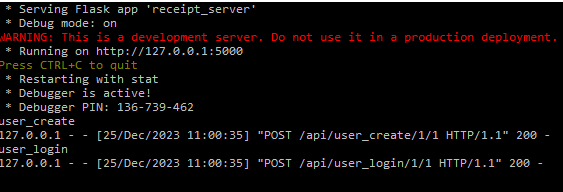 * Serving Flask app 'receipt_server'
* Debug mode: on
WARNING: This is a development server. Do not use it in a production deployment.
* Running on http://127.0.0.1:5000
Press CTRL+C to quit
* Restarting with stat
* Debugger is active!
* Debugger PIN: 136-739-462
user_create
127.0.0.1 - - [25/Dec/2023 11:00:35] "POST /api/user_create/1/1 HTTP/1.1" 200 -
user_login
127.0.0.1 - - [25/Dec/2023 11:00:35] "POST /api/user_login/1/1 HTTP/1.1" 200 -